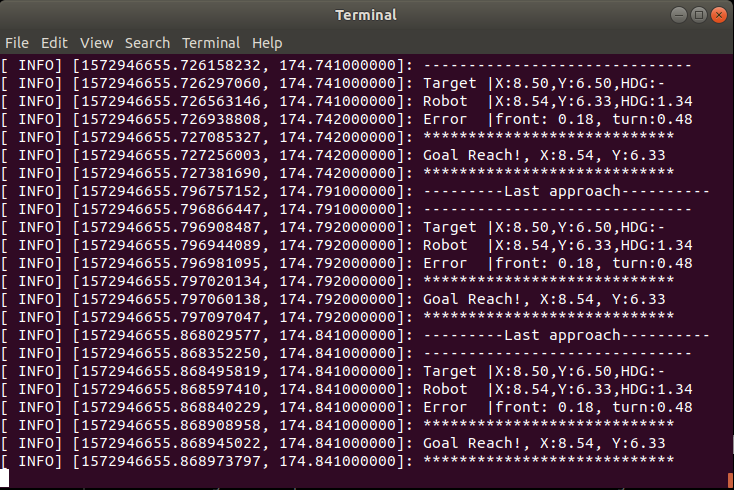 Terminal
File Edit View Search Terminal Help
[ INFO] [1572946655.726158232, 174.741000000]: ------------------------------
[ INFO] [1572946655.726297060, 174.741000000]: Target |X:8.50,Y:6.50,HDG:-
[ INFO] [1572946655.726563146, 174.742000000]: Robot  |X:8.54,Y:6.33,HDG:1.34
[ INFO] [1572946655.726938808, 174.742000000]: Error  |front: 0.18, turn:0.48
[ INFO] [1572946655.727085327, 174.742000000]: ****************************
[ INFO] [1572946655.727256003, 174.742000000]: Goal Reach!, X:8.54, Y:6.33
[ INFO] [1572946655.727381690, 174.742000000]: ****************************
[ INFO] [1572946655.796757152, 174.791000000]: ---------Last approach----------
[ INFO] [1572946655.796866447, 174.791000000]: ------------------------------
[ INFO] [1572946655.796908487, 174.792000000]: Target |X:8.50,Y:6.50,HDG:-
[ INFO] [1572946655.796944089, 174.792000000]: Robot  |X:8.54,Y:6.33,HDG:1.34
[ INFO] [1572946655.796981095, 174.792000000]: Error  |front: 0.18, turn:0.48
[ INFO] [1572946655.797020134, 174.792000000]: ****************************
[ INFO] [1572946655.797060138, 174.792000000]: Goal Reach!, X:8.54, Y:6.33
[ INFO] [1572946655.797097047, 174.792000000]: ****************************
[ INFO] [1572946655.868029577, 174.841000000]: ---------Last approach----------
[ INFO] [1572946655.868352250, 174.841000000]: ------------------------------
[ INFO] [1572946655.868495819, 174.841000000]: Target |X:8.50,Y:6.50,HDG:-
[ INFO] [1572946655.868597410, 174.841000000]: Robot  |X:8.54,Y:6.33,HDG:1.34
[ INFO] [1572946655.868840229, 174.841000000]: Error  |front: 0.18, turn:0.48
[ INFO] [1572946655.868908958, 174.841000000]: ****************************
[ INFO] [1572946655.868945022, 174.841000000]: Goal Reach!, X:8.54, Y:6.33
[ INFO] [1572946655.868973797, 174.841000000]: ****************************